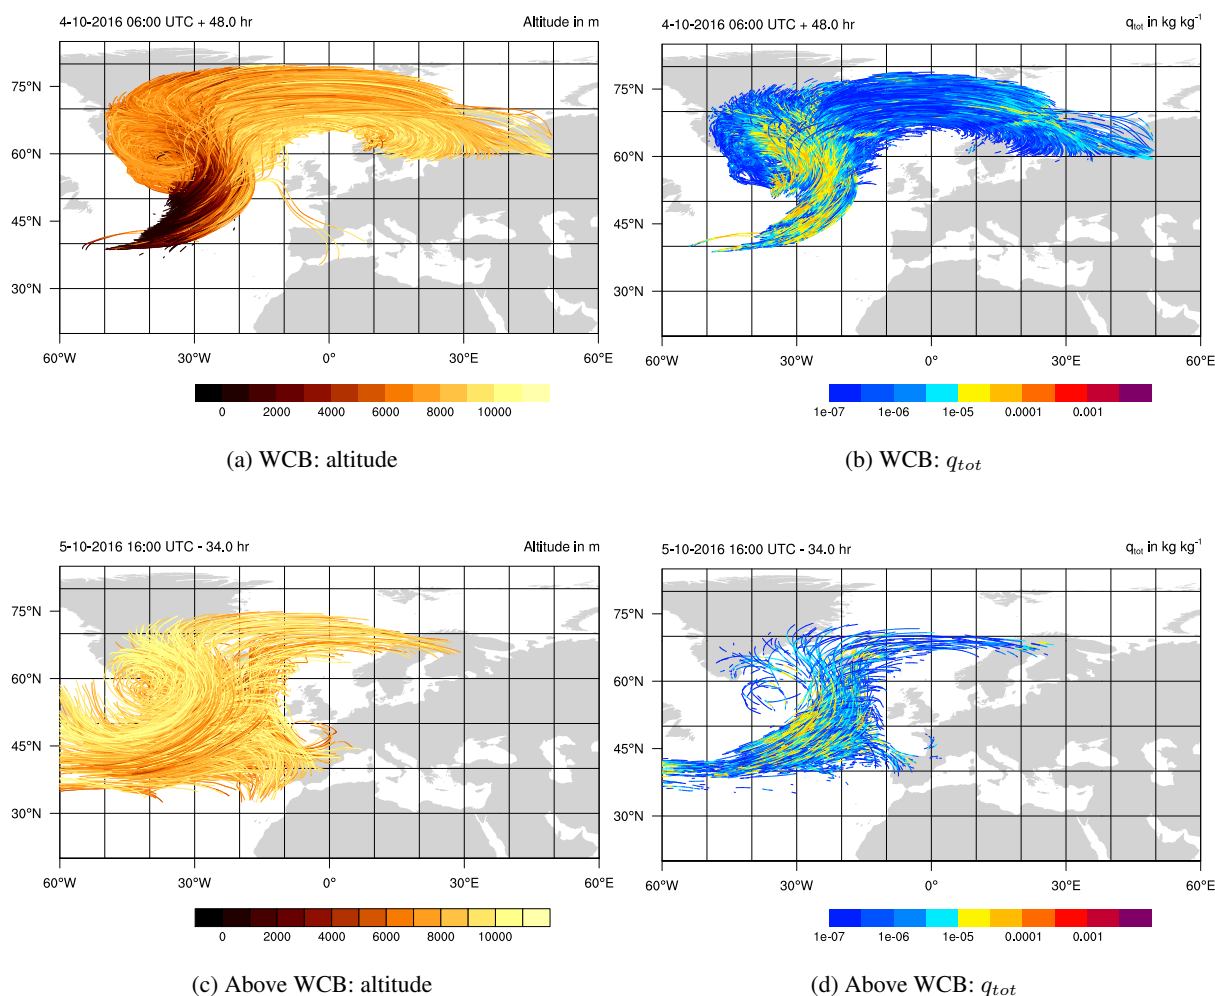 4-10-2016 06:00 UTC + 48.0 hr Altitude in m
75°N
60°N
45°N
30°N
60°W 30°W 0° 30°E 60°E
0 2000 4000 6000 8000 10000
(a) WCB: altitude
4-10-2016 06:00 UTC + 48.0 hr q_tot in kg kg⁻¹
75°N
60°N
45°N
30°N
60°W 30°W 0° 30°E 60°E
1e-07 1e-06 1e-05 0.0001 0.001
(b) WCB: q_tot
5-10-2016 16:00 UTC - 34.0 hr Altitude in m
75°N
60°N
45°N
30°N
60°W 30°W 0° 30°E 60°E
0 2000 4000 6000 8000 10000
(c) Above WCB: altitude
5-10-2016 16:00 UTC - 34.0 hr q_tot in kg kg⁻¹
75°N
60°N
45°N
30°N
60°W 30°W 0° 30°E 60°E
1e-07 1e-06 1e-05 0.0001 0.001
(d) Above WCB: q_tot